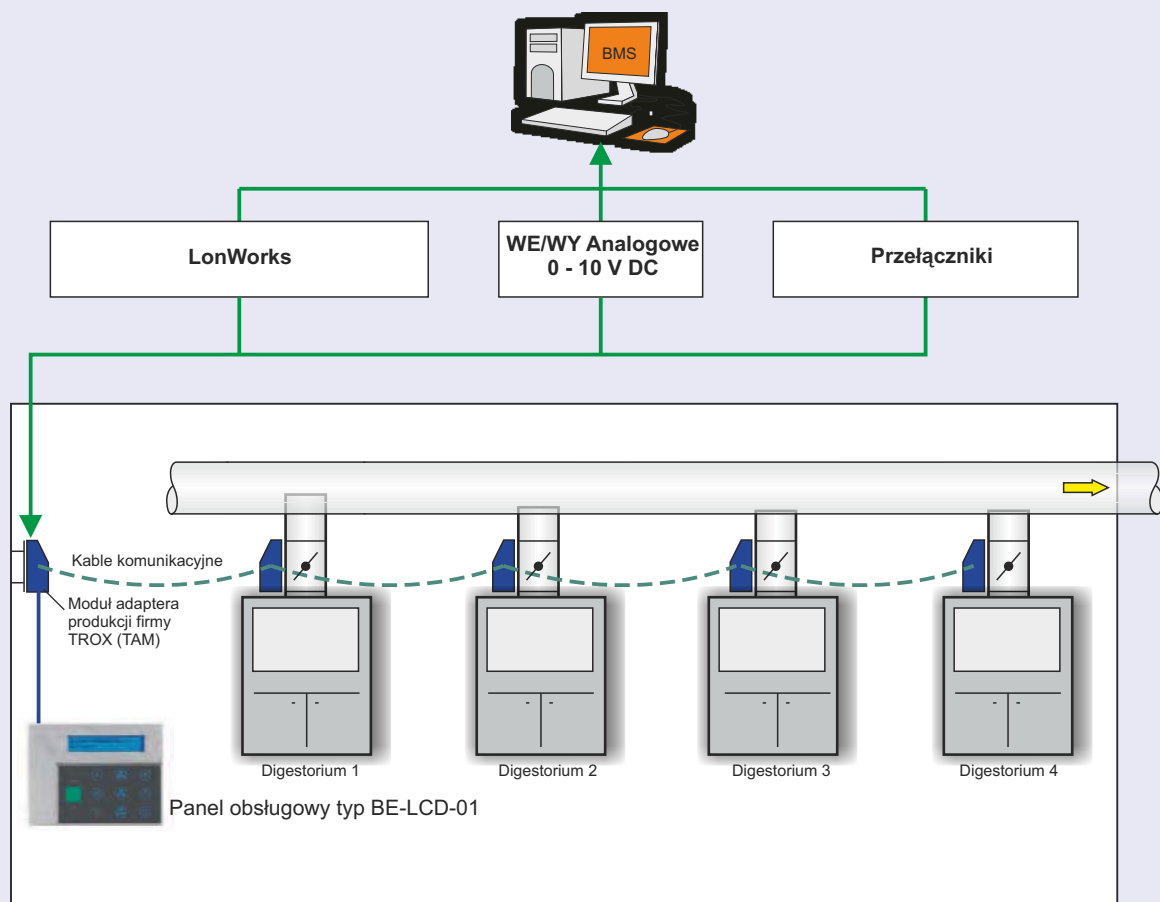 BMS
LonWorks
WE/WY Analogowe
0 - 10 V DC
Przełączniki
Kable komunikacyjne
Moduł adaptera
produkcji firmy
TROX (TAM)
Digestorium 1
Digestorium 2
Digestorium 3
Digestorium 4
Panel obsługowy typ BE-LCD-01